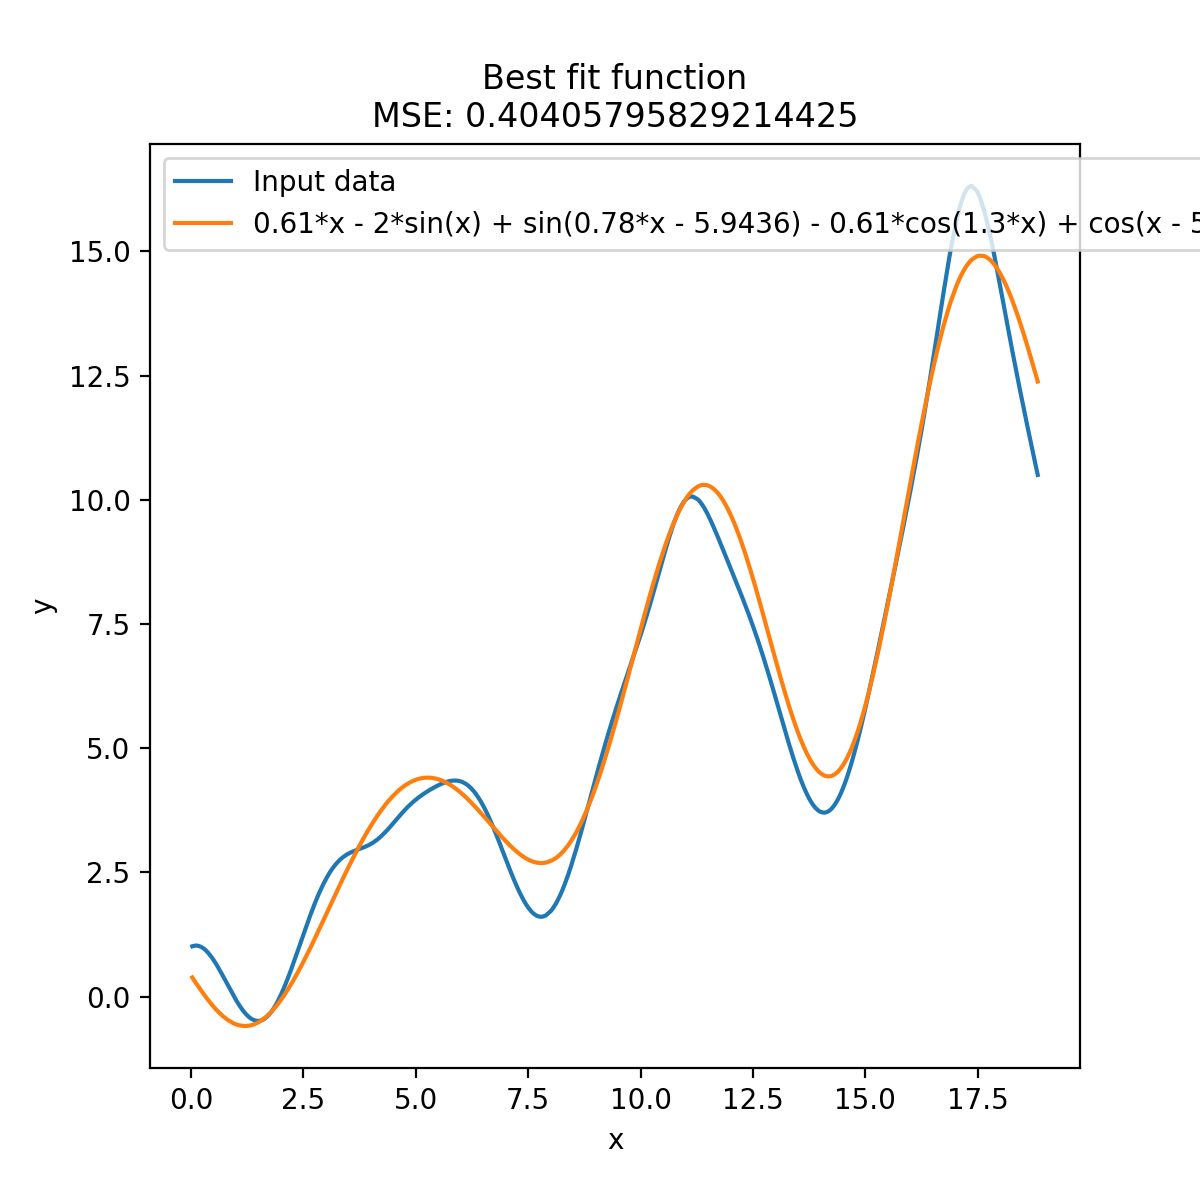 Best fit function
MSE: 0.40405795829214425
Input data
0.61*x - 2*sin(x) + sin(0.78*x - 5.9436) - 0.61*cos(1.3*x) + cos(x - 5
15.0
12.5
10.0
7.5
5.0
2.5
0.0
y
0.0 2.5 5.0 7.5 10.0 12.5 15.0 17.5
x